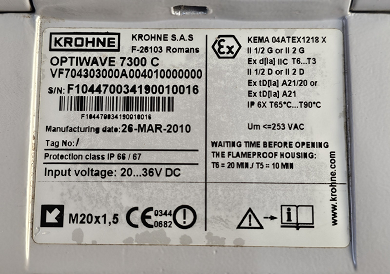 KROHNE
KROHNE S.A.S
F-26103 Romans
OPTIWAVE 7300 C
VF704303000A004010000000
S/N: F104470034190010016
F104470034190010016
Manufacturing date: 26-MAR-2010
Tag No.: /
Protection class IP 66 / 67
Input voltage: 20...36V DC
M20x1,5
CE 0344
0682
Ex
KEMA 04ATEX1218 X
II 1/2 G or II 2 G
Ex d[ia] IIC T6...T3
II 1/2 D or II 2 D
Ex tD[ia] A21/20 or
Ex tD[ia] A21
IP 6X T65°C...T90°C
Um <=253 VAC
WAITING TIME BEFORE OPENING
THE FLAMEPROOF HOUSING:
T6 = 20 MIN / T5 = 10 MIN
i
www.krohne.com